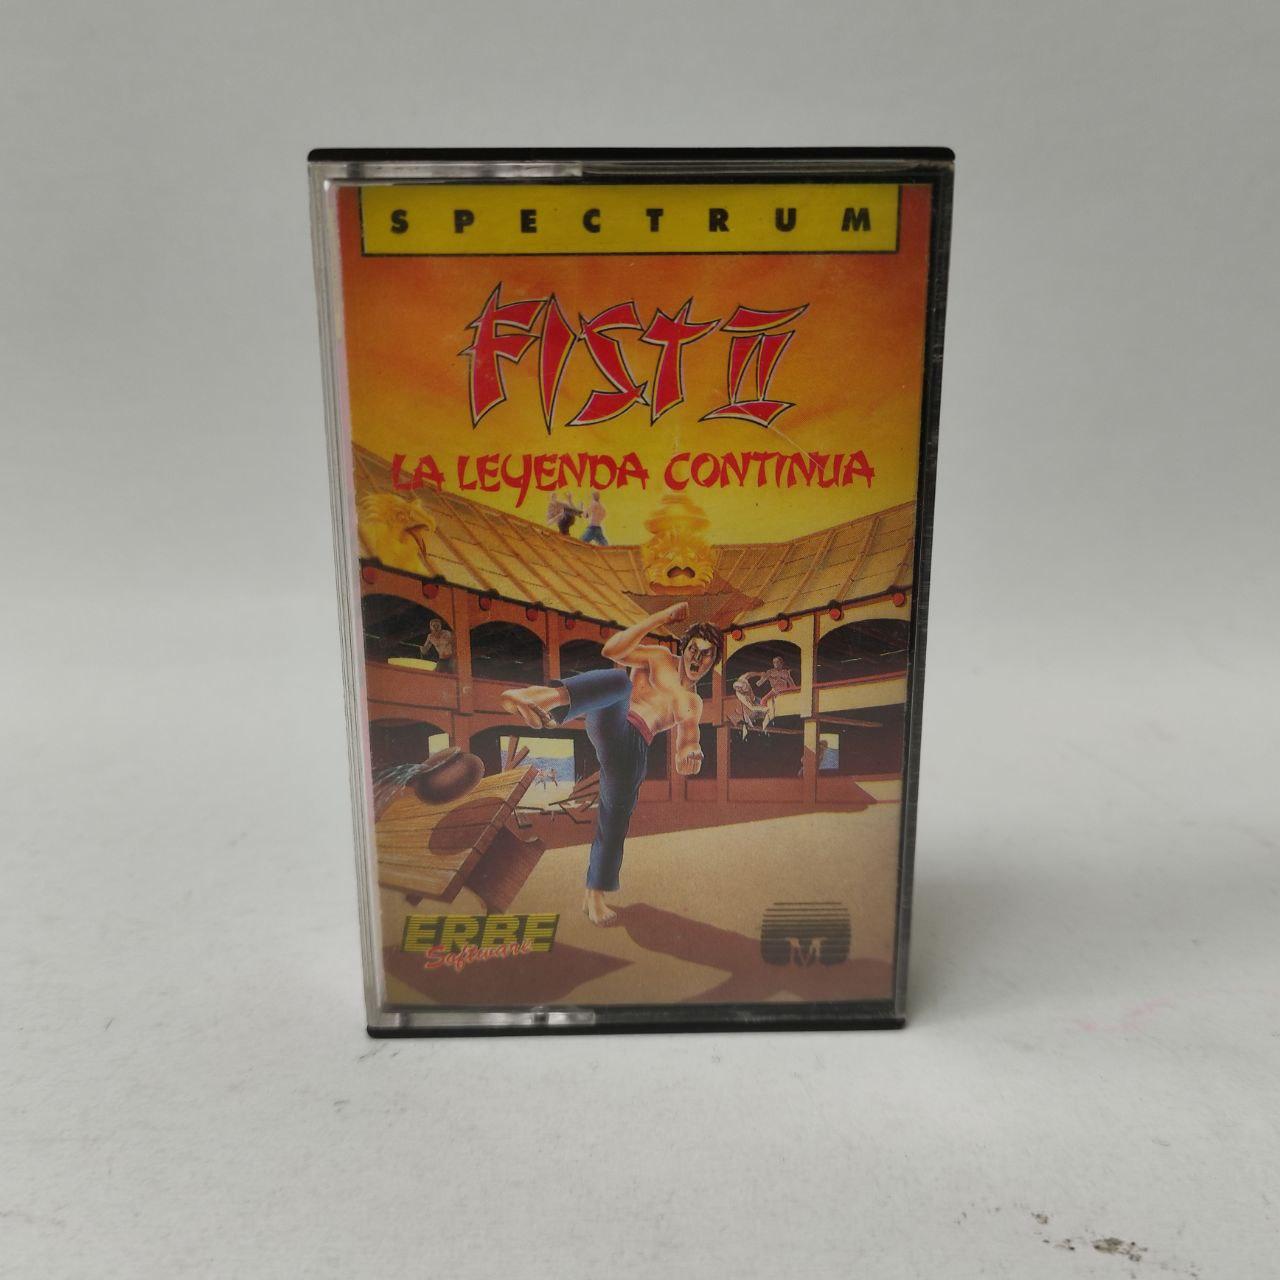 SPECTRUM
FIST II
LA LEYENDA CONTINUA
ERBE
Software
M